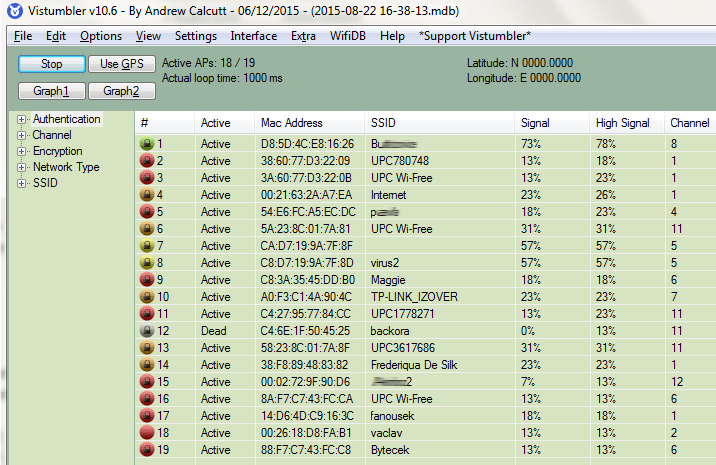 Vistumbler v10.6 - By Andrew Calcutt - 06/12/2015 - (2015-08-22 16-38-13.mdb)
File Edit Options View Settings Interface Extra WifiDB *Support Vistumbler*
Stop Use GPS Active APs: 18 / 19 Latitude: N 0000.0000
Actual loop time: 1000 ms Longitude: E 0000.0000
Graph1 Graph2
Authentication
Channel
Encryption
Network Type
SSID
# Active Mac Address SSID Signal High Signal Channel
1 Active D8:5D:4C:E8:16:26 Bu 73% 78% 8
2 Active 38:60:77:D3:22:09 UPC780748 13% 18% 1
3 Active 3A:60:77:D3:22:0B UPC Wi-Free 13% 23% 1
4 Active 00:21:63:2A:A7:EA Internet 23% 26% 1
5 Active 54:E6:FC:A5:EC:DC 18% 23% 4
6 Active 5A:23:8C:01:7A:81 UPC Wi-Free 31% 31% 11
7 Active CA:D7:19:9A:7F:8F 57% 57% 5
8 Active C8:D7:19:9A:7F:8D virus2 57% 57% 5
9 Active C8:3A:35:45:DD:B0 Maggie 18% 18% 6
10 Active A0:F3:C1:4A:90:4C TP-LINK_IZOVER 23% 23% 7
11 Active C4:27:95:77:84:CC UPC1778271 13% 23% 11
12 Dead C4:6E:1F:50:45:25 backora 0% 13% 11
13 Active 58:23:8C:01:7A:8F UPC3617686 31% 31% 11
14 Active 38:F8:89:48:83:82 Frederiqua De Silk 23% 23% 1
15 Active 00:02:72:9F:90:D6 2 7% 13% 12
16 Active 8A:F7:C7:43:FC:CA UPC Wi-Free 13% 13% 6
17 Active 14:D6:4D:C9:16:3C fanousek 18% 18% 1
18 Active 00:26:18:D8:FA:B1 vaclav 13% 13% 2
19 Active 88:F7:C7:43:FC:C8 Bytecek 13% 13% 6